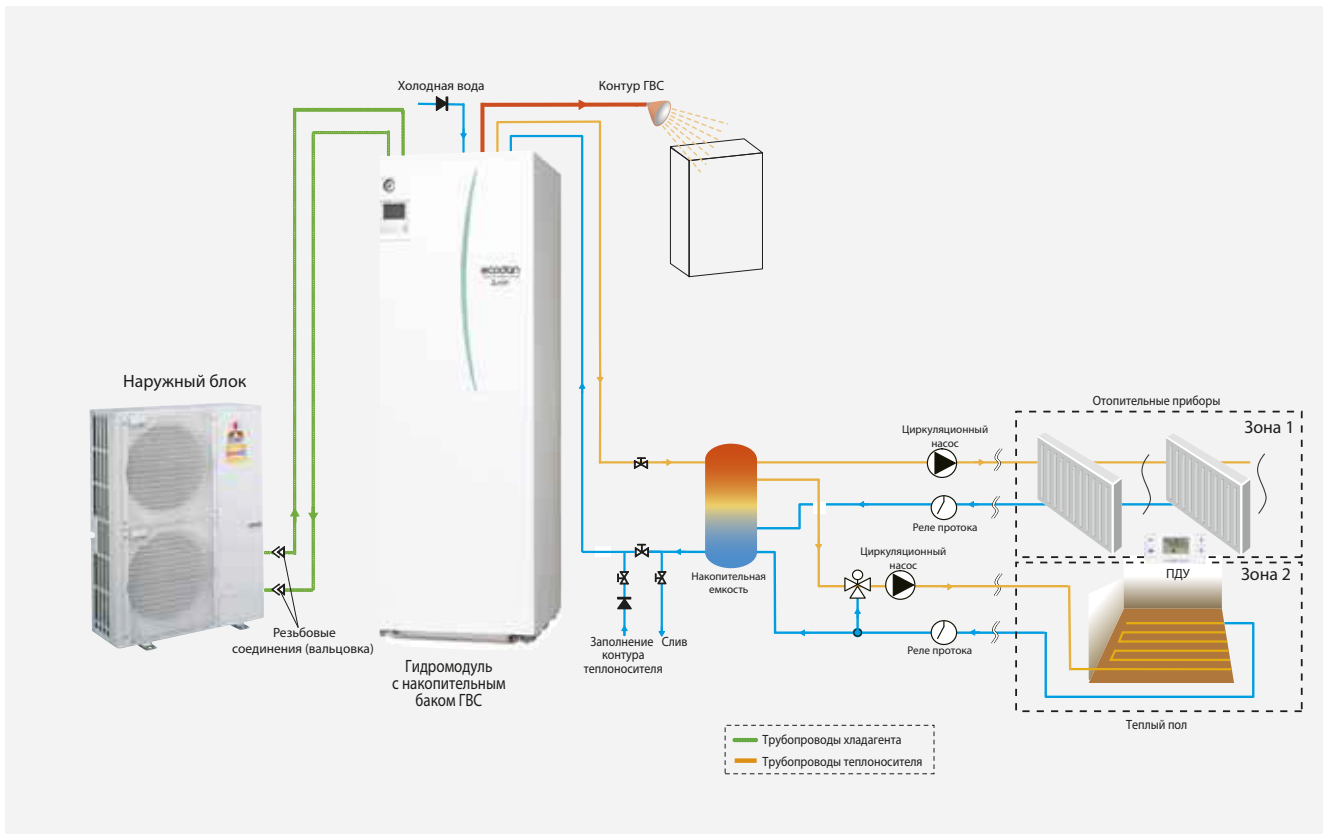 Холодная вода
Контур ГВС
ecodan
Наружный блок
Отопительные приборы
Зона 1
Циркуляционный
насос
Реле протока
Циркуляционный
насос
ПДУ
Зона 2
Накопительная
емкость
Резьбовые
соединения (вальцовка)
Заполнение
контура
теплоносителя
Слив
Реле протока
Гидромодуль
с накопительным
баком ГВС
Теплый пол
Трубопроводы хладагента
Трубопроводы теплоносителя